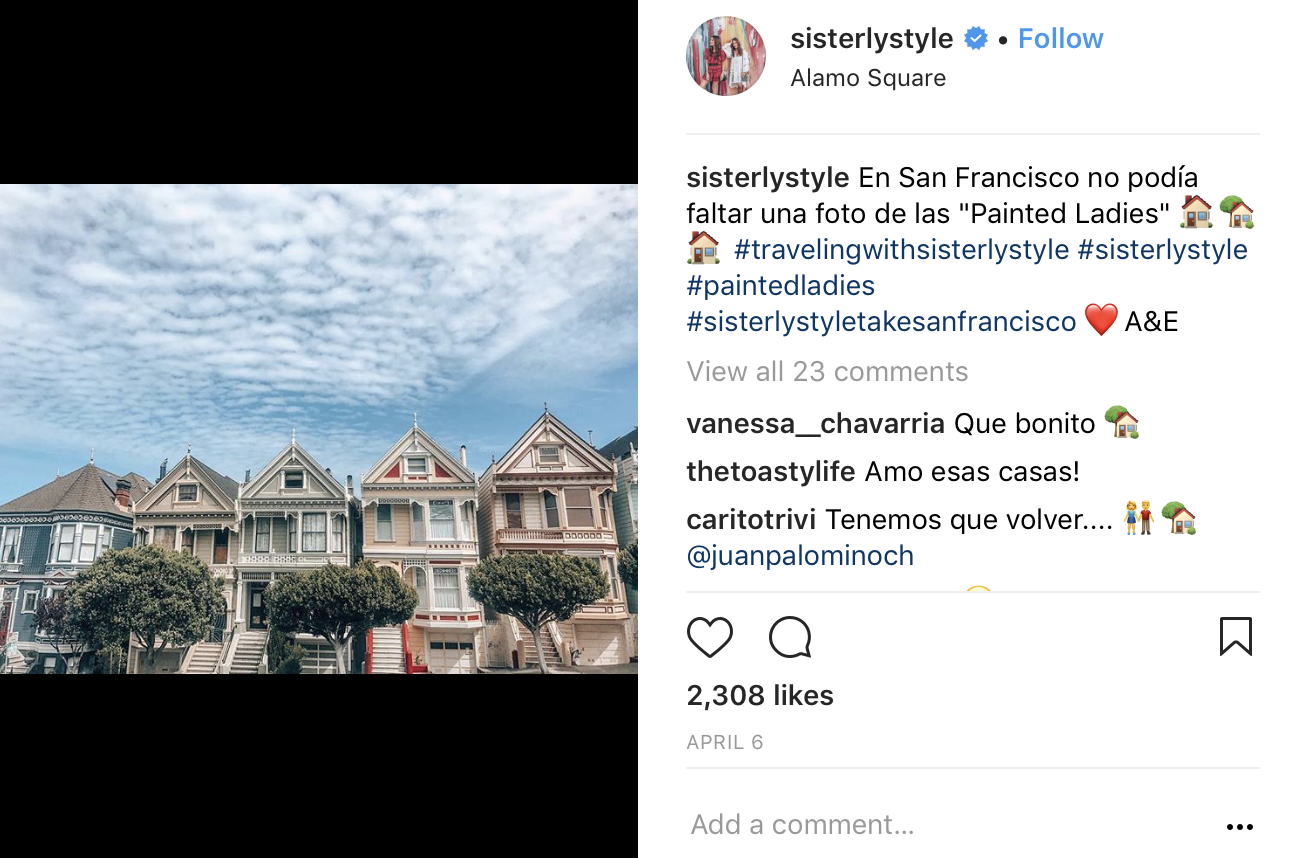 sisterlystyle • Follow
Alamo Square
sisterlystyle En San Francisco no podía
faltar una foto de las "Painted Ladies" 🏠🏡
🏠 #travelingwithsisterlystyle #sisterlystyle
#paintedladies
#sisterlystyletakesanfrancisco ❤️ A&E
View all 23 comments
vanessa__chavarria Que bonito 🏡
thetoastylife Amo esas casas!
caritotrivi Tenemos que volver.... 👫🏡
@juanpalominoch
2,308 likes
APRIL 6
Add a comment...